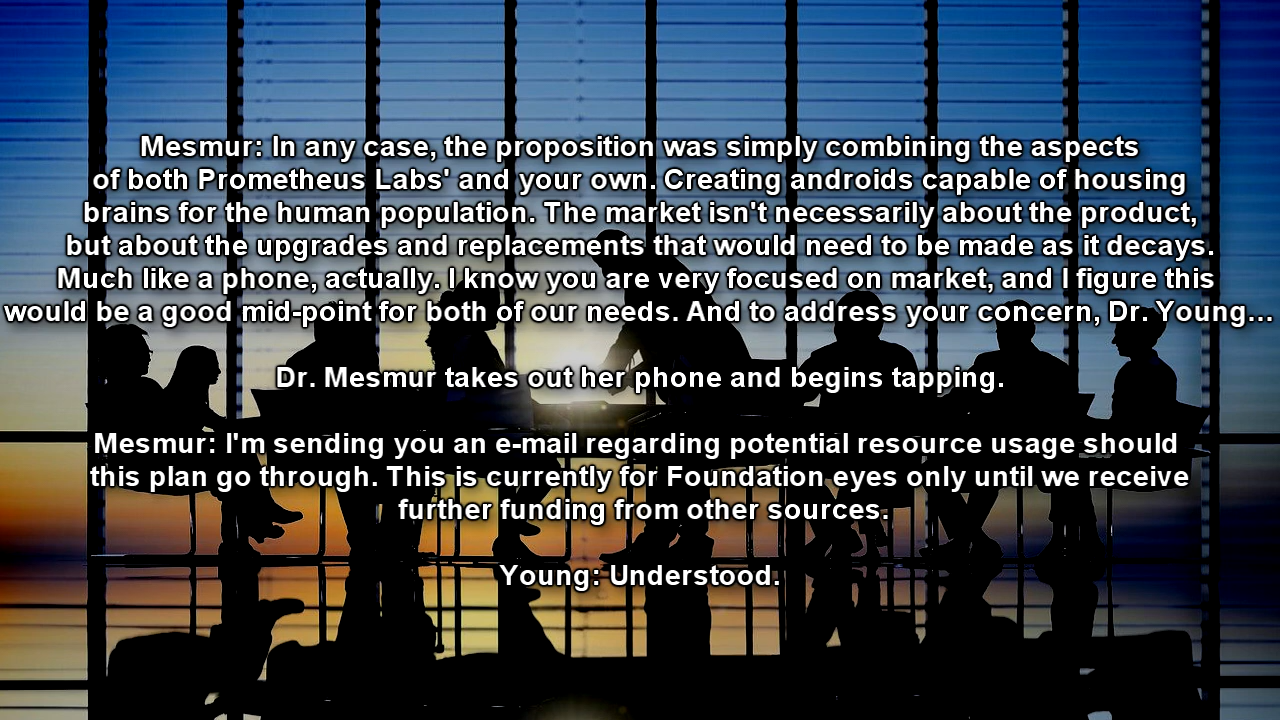 Mesmur: In any case, the proposition was simply combining the aspects
of both Prometheus Labs' and your own. Creating androids capable of housing
brains for the human population. The market isn't necessarily about the product,
but about the upgrades and replacements that would need to be made as it decays.
Much like a phone, actually. I know you are very focused on market, and I figure this
would be a good mid-point for both of our needs. And to address your concern, Dr. Young...
Dr. Mesmur takes out her phone and begins tapping.
Mesmur: I'm sending you an e-mail regarding potential resource usage should
this plan go through. This is currently for Foundation eyes only until we receive
further funding from other sources.
Young: Understood.